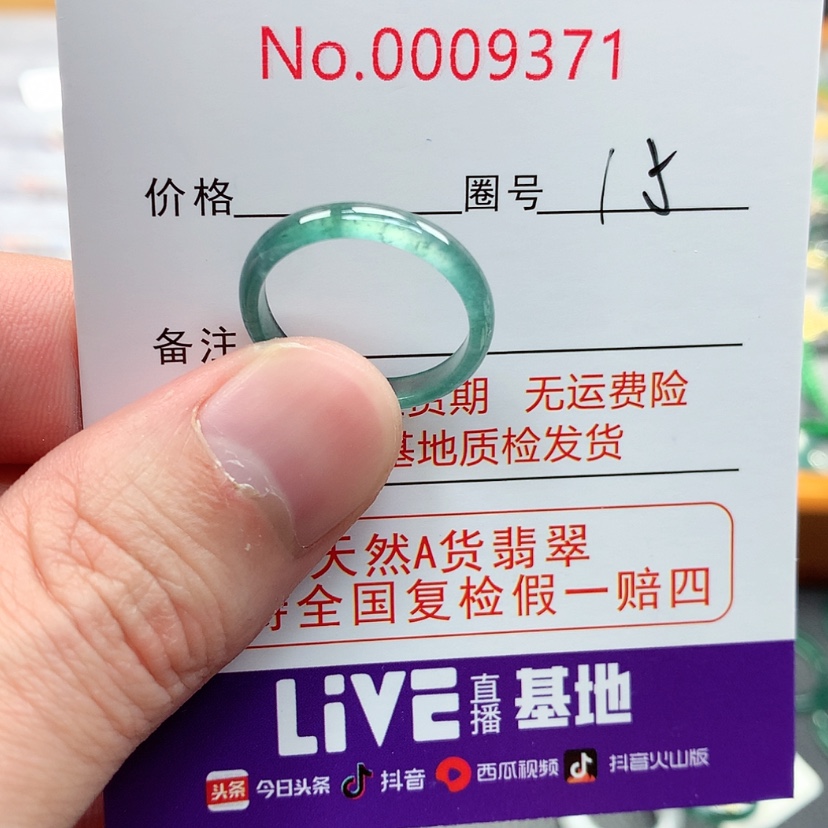 No.0009371
价格 圈号 15
备注
货期 无运费险
基地质检发货
天然A货翡翠
全国复检假一赔四
LiVE直播基地
头条 今日头条 抖音 西瓜视频 抖音火山版